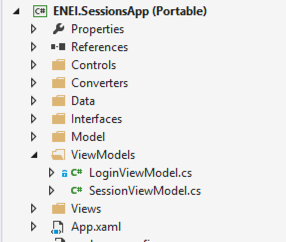 C# ENEI.SessionsApp (Portable)
Properties
References
Controls
Converters
Data
Interfaces
Model
ViewModels
C# LoginViewModel.cs
C# SessionViewModel.cs
Views
App.xaml